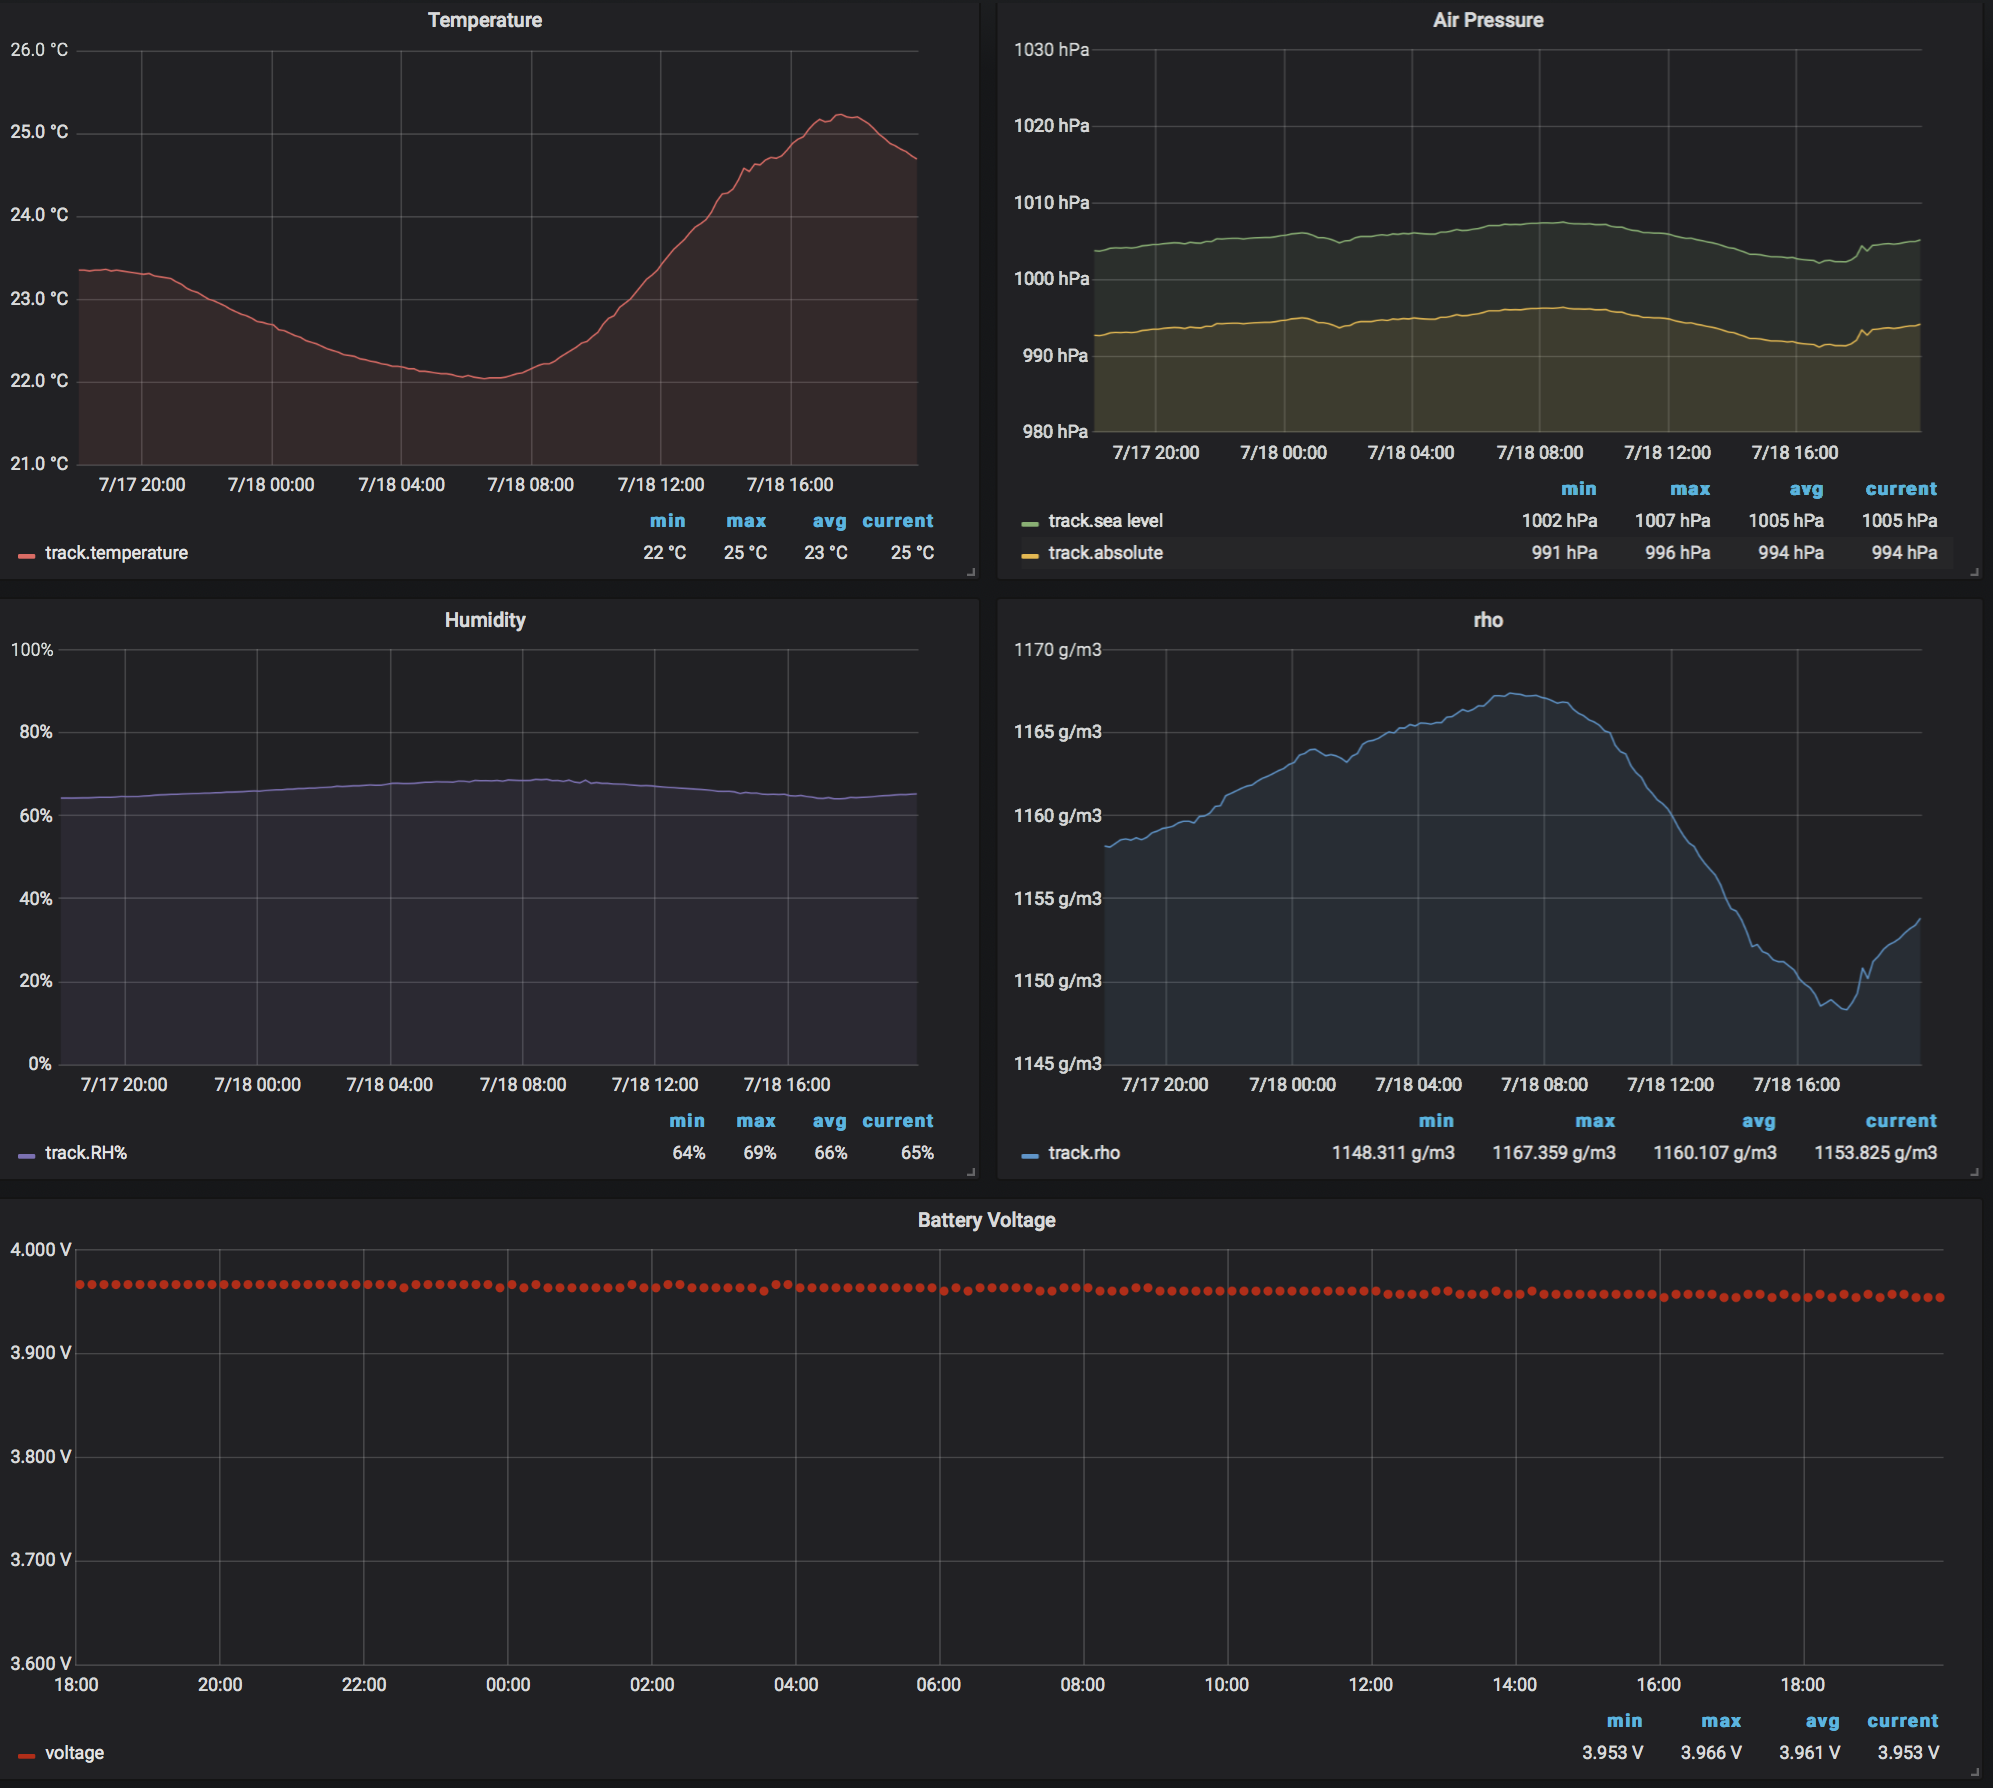 Temperature
26.0 °C
25.0 °C
24.0 °C
23.0 °C
22.0 °C
21.0 °C
7/17 20:00 7/18 00:00 7/18 04:00 7/18 08:00 7/18 12:00 7/18 16:00
min max avg current
track.temperature 22 °C 25 °C 23 °C 25 °C
Air Pressure
1030 hPa
1020 hPa
1010 hPa
1000 hPa
990 hPa
980 hPa
7/17 20:00 7/18 00:00 7/18 04:00 7/18 08:00 7/18 12:00 7/18 16:00
min max avg current
track.sea level 1002 hPa 1007 hPa 1005 hPa 1005 hPa
track.absolute 991 hPa 996 hPa 994 hPa 994 hPa
Humidity
100%
80%
60%
40%
20%
0%
7/17 20:00 7/18 00:00 7/18 04:00 7/18 08:00 7/18 12:00 7/18 16:00
min max avg current
track.RH% 64% 69% 66% 65%
rho
1170 g/m3
1165 g/m3
1160 g/m3
1155 g/m3
1150 g/m3
1145 g/m3
7/17 20:00 7/18 00:00 7/18 04:00 7/18 08:00 7/18 12:00 7/18 16:00
min max avg current
track.rho 1148.311 g/m3 1167.359 g/m3 1160.107 g/m3 1153.825 g/m3
Battery Voltage
4.000 V
3.900 V
3.800 V
3.700 V
3.600 V
18:00 20:00 22:00 00:00 02:00 04:00 06:00 08:00 10:00 12:00 14:00 16:00 18:00
min max avg current
voltage 3.953 V 3.966 V 3.961 V 3.953 V